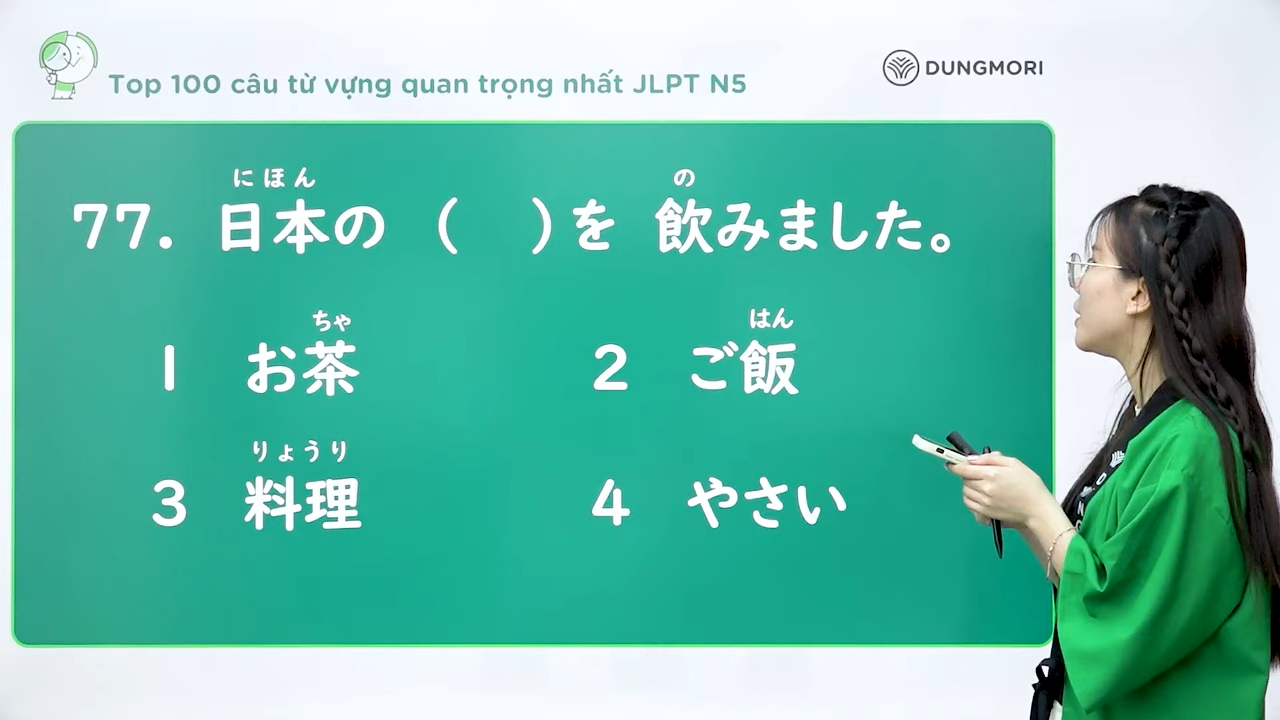 Top 100 câu từ vựng quan trọng nhất JLPT N5
DUNGMORI
にほん の
77. 日本の ( )を 飲みました。
ちゃ はん
1 お茶 2 ご飯
りょうり
3 料理 4 やさい